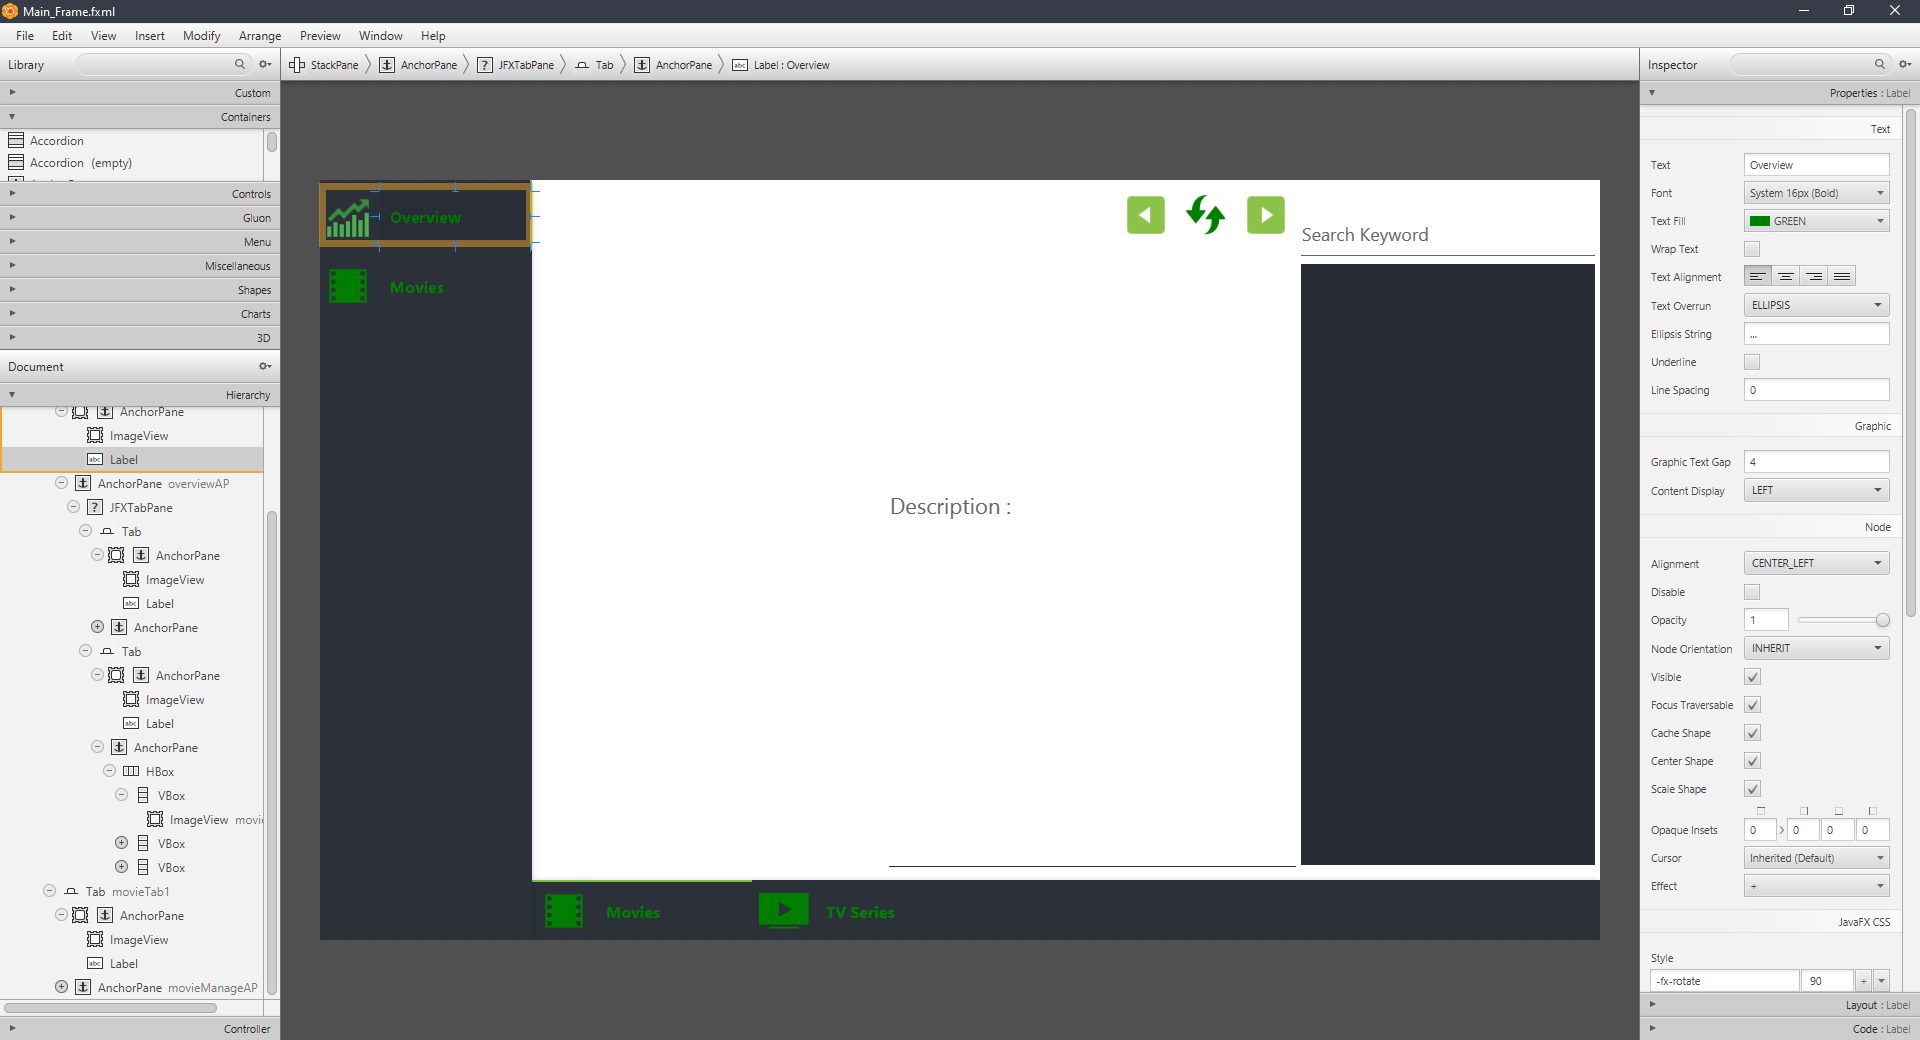 Main_Frame.fxml
File Edit View Insert Modify Arrange Preview Window Help
Library
Custom
Containers
Accordion
Accordion (empty)
Controls
Gluon
Menu
Miscellaneous
Shapes
Charts
3D
Document
Hierarchy
AnchorPane
ImageView
abc Label
AnchorPane overviewAP
? JFXTabPane
Tab
AnchorPane
ImageView
abc Label
AnchorPane
Tab
AnchorPane
ImageView
abc Label
AnchorPane
HBox
VBox
ImageView movie
VBox
VBox
Tab movieTab1
AnchorPane
ImageView
abc Label
AnchorPane movieManageAP
Controller
StackPane AnchorPane ? JFXTabPane Tab AnchorPane abc Label : Overview
Overview
Movies
Search Keyword
Description :
Movies
TV Series
Inspector
Properties : Label
Text
Text Overview
Font System 16px (Bold)
Text Fill GREEN
Wrap Text
Text Alignment
Text Overrun ELLIPSIS
Ellipsis String ...
Underline
Line Spacing 0
Graphic
Graphic Text Gap 4
Content Display LEFT
Node
Alignment CENTER_LEFT
Disable
Opacity 1
Node Orientation INHERIT
Visible
Focus Traversable
Cache Shape
Center Shape
Scale Shape
Opaque Insets 0 0 0 0
Cursor Inherited (Default)
Effect +
JavaFX CSS
Style
-fx-rotate 90 +
Layout : Label
Code : Label